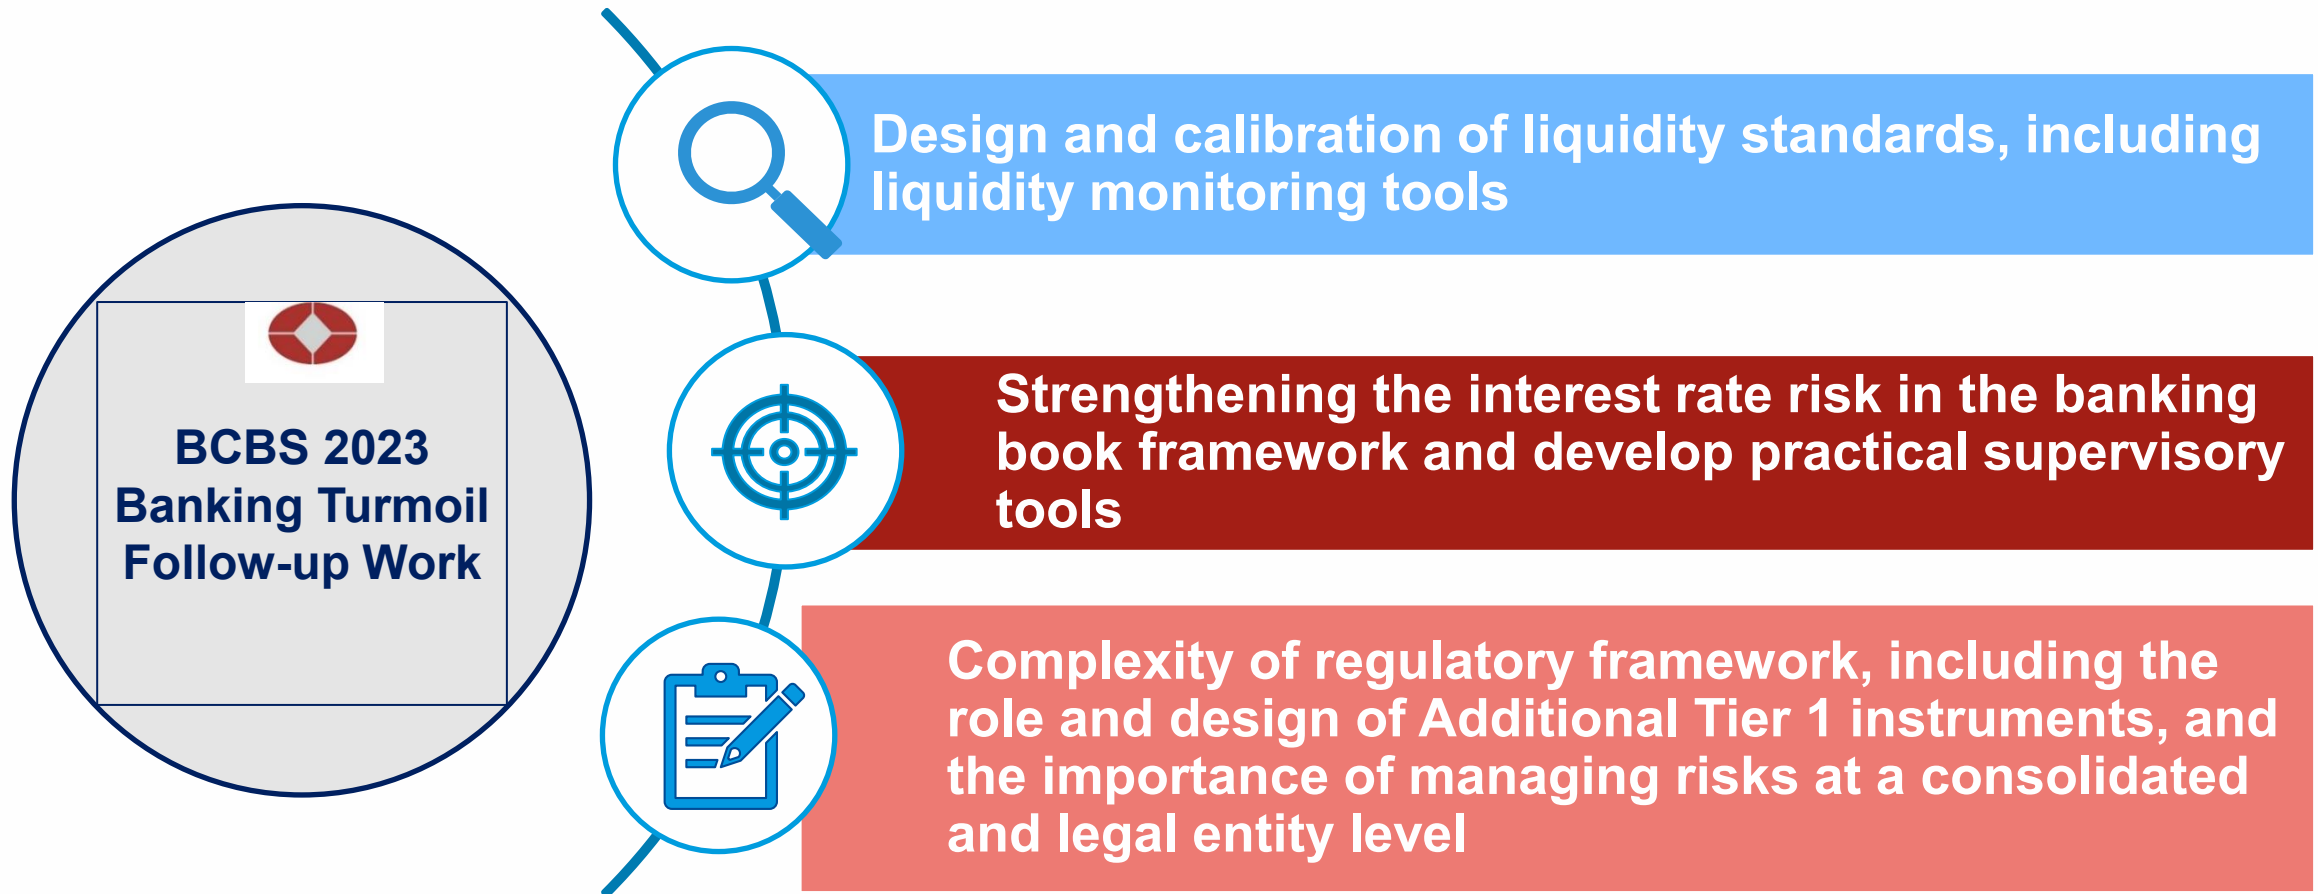 BCBS 2023
Banking Turmoil
Follow-up Work
Design and calibration of liquidity standards, including
liquidity monitoring tools
Strengthening the interest rate risk in the banking
book framework and develop practical supervisory
tools
Complexity of regulatory framework, including the
role and design of Additional Tier 1 instruments, and
the importance of managing risks at a consolidated
and legal entity level